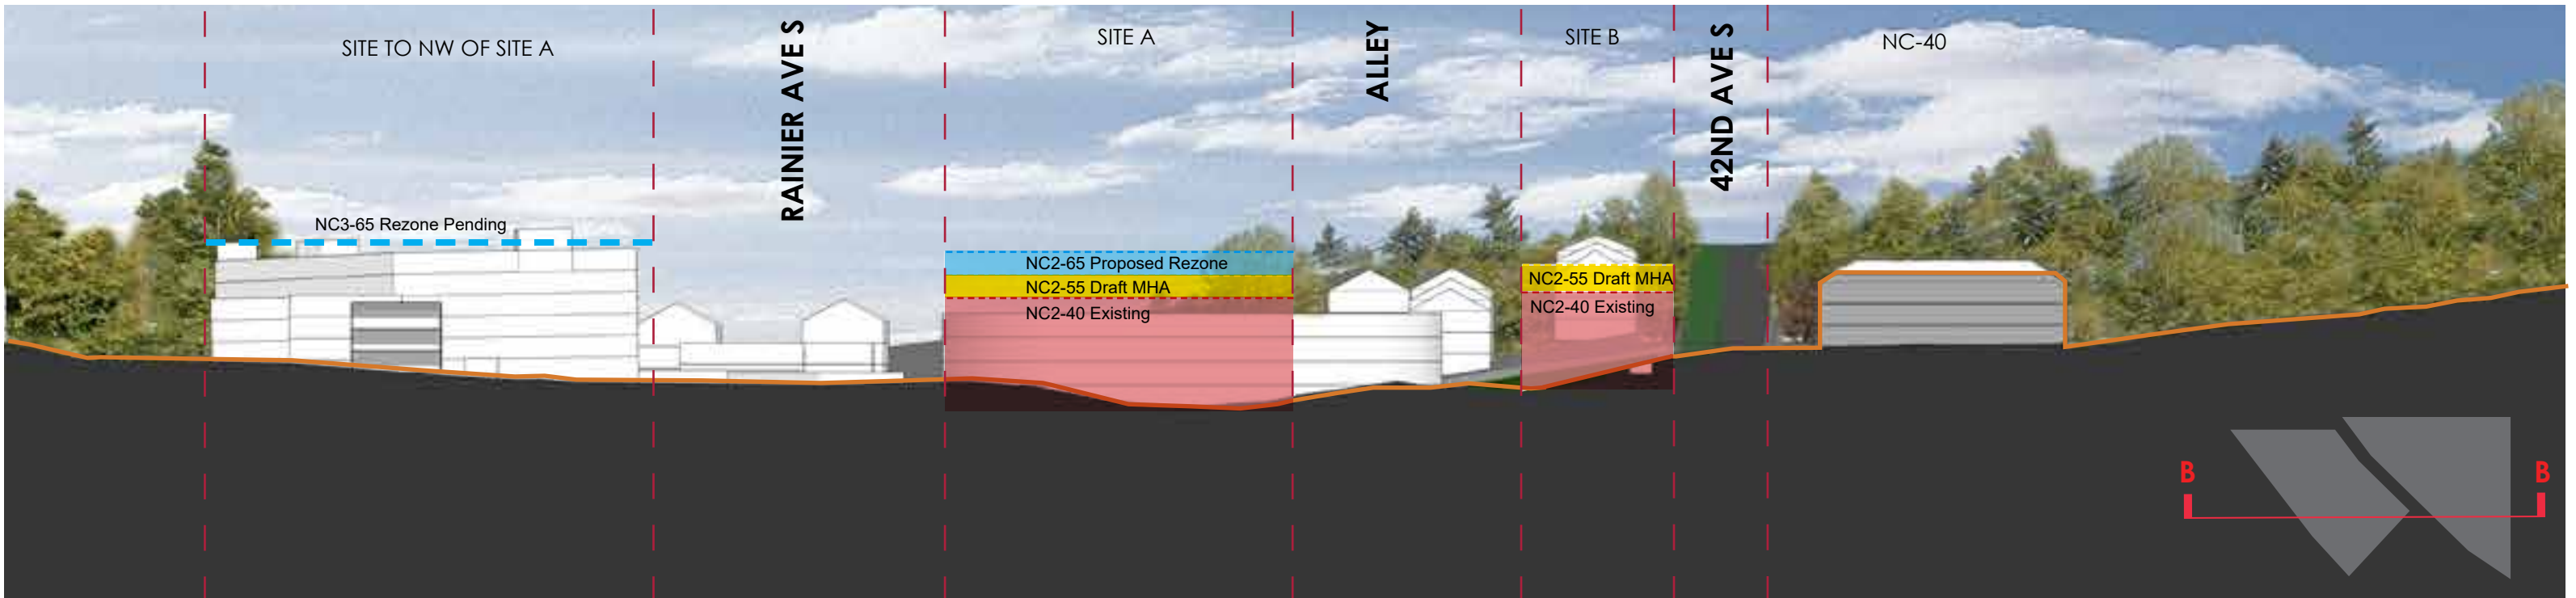 SITE TO NW OF SITE A
RAINIER AVE S
SITE A
ALLEY
SITE B
42ND AVE S
NC-40
NC3-65 Rezone Pending
NC2-65 Proposed Rezone
NC2-55 Draft MHA
NC2-40 Existing
NC2-55 Draft MHA
NC2-40 Existing
B
B